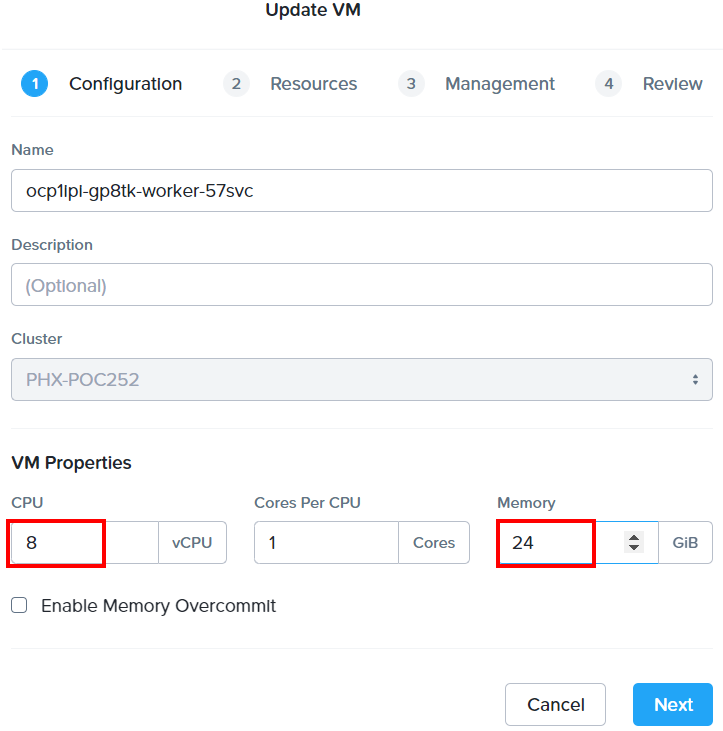 Update VM
1 Configuration 2 Resources 3 Management 4 Review
Name
ocp1ipi-gp8tk-worker-57svc
Description
(Optional)
Cluster
PHX-POC252
VM Properties
CPU Cores Per CPU Memory
8 vCPU 1 Cores 24 GiB
Enable Memory Overcommit
Cancel Next